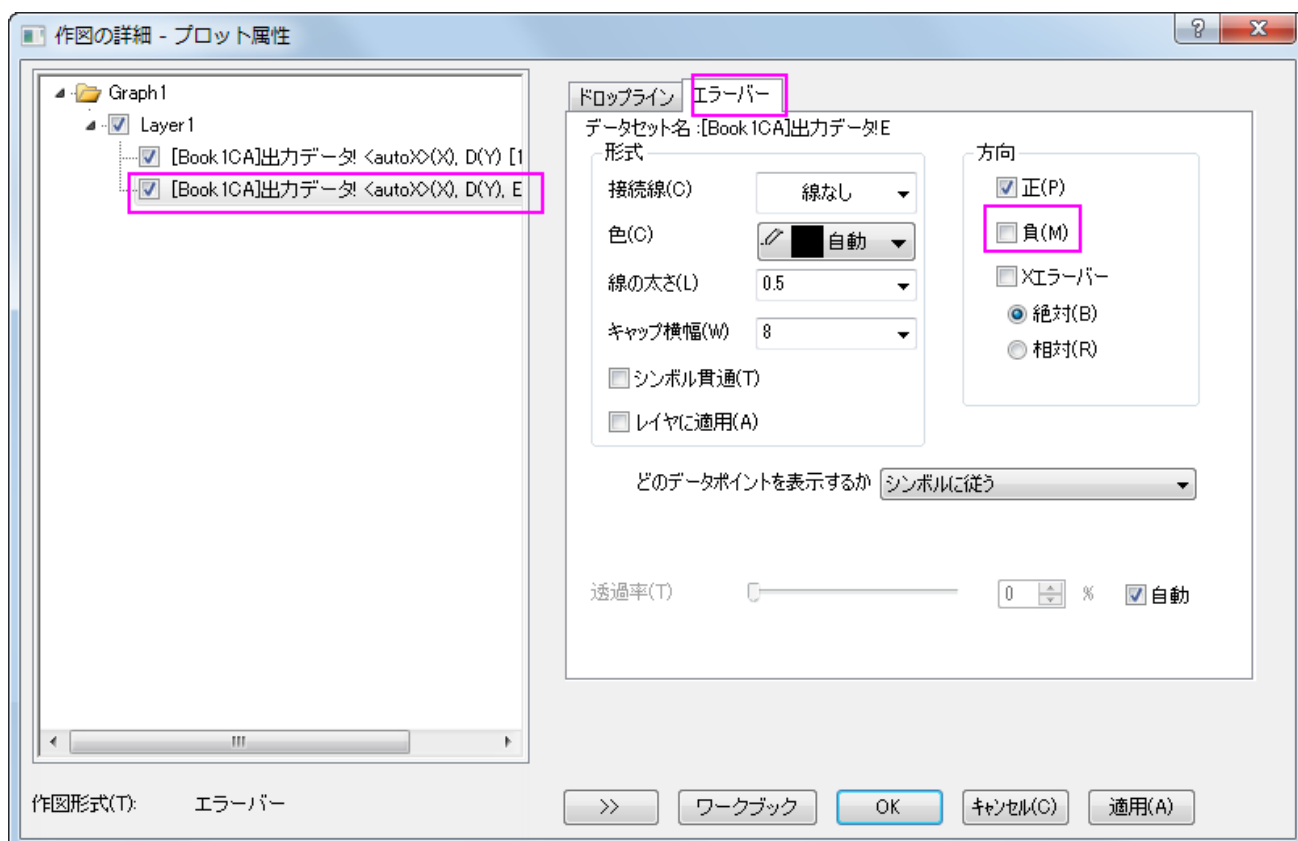 作図の詳細 - プロット属性
Graph1
Layer1
[Book1CA]出力データ! <autoX>(X), D(Y) [1
[Book1CA]出力データ! <autoX>(X), D(Y), E
ドロップライン エラーバー
データセット名 :[Book1CA]出力データ!E
形式
接続線(C) 線なし
色(C) 自動
線の太さ(L) 0.5
キャップ横幅(W) 8
シンボル貫通(T)
レイヤに適用(A)
方向
正(P)
負(M)
Xエラーバー
絶対(B)
相対(R)
どのデータポイントを表示するか シンボルに従う
透過率(T) 0 % 自動
作図形式(T): エラーバー
>> ワークブック OK キャンセル(C) 適用(A)